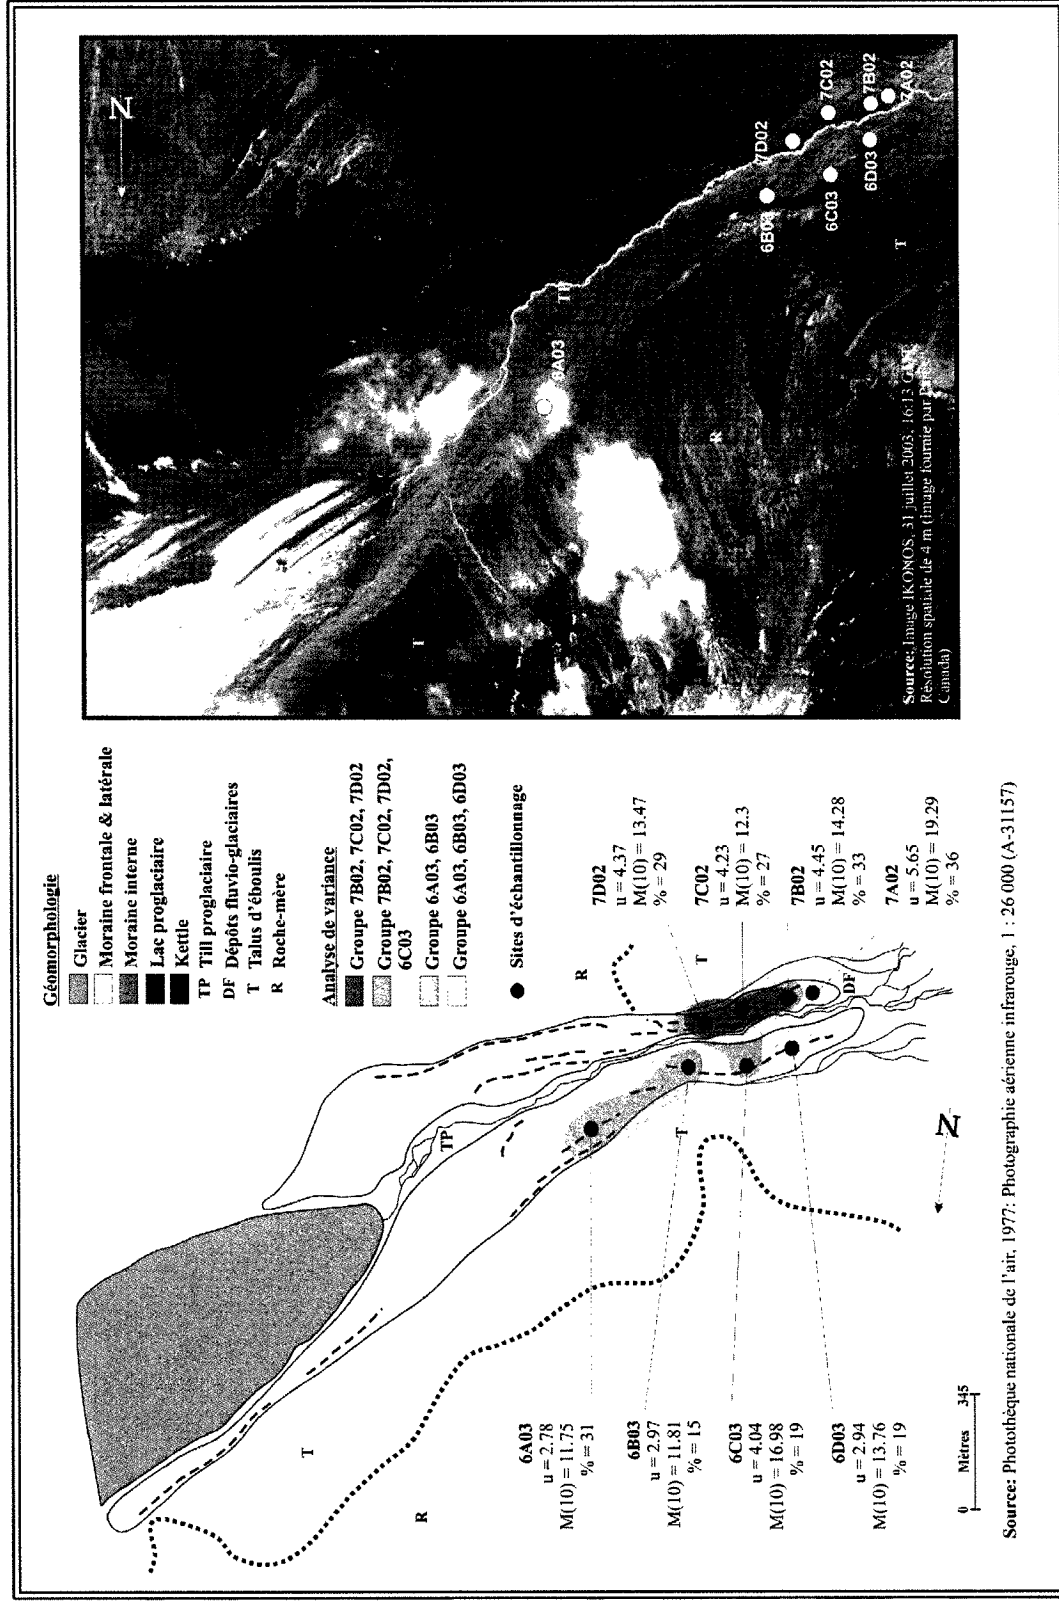 Géomorphologie
Glacier
Moraine frontale & latérale
Moraine interne
Lac proglaciaire
Kettle
TP Till proglaciaire
DF Dépôts fluvio-glaciaires
T Talus d'éboulis
R Roche-mère
Analyse de variance
Groupe 7B02, 7C02, 7D02
Groupe 7B02, 7C02, 7D02,
6C03
Groupe 6A03, 6B03
Groupe 6A03, 6B03, 6D03
Sites d'échantillonnage
N
7D02
7C02
7B02
7A02
6B03
6C03
6D03
T
TP
6A03
R
T
Source: Image IKONOS, 31 juillet 2003, 16:13
Résolution spatiale de 4 m (Image fournie par
Canada)
R
T
DF
TP
T
T
R
N
7D02
u = 4.37
M(10) = 13.47
% = 29
7C02
u = 4.23
M(10) = 12.3
% = 27
7B02
u = 4.45
M(10) = 14.28
% = 33
7A02
u = 5.65
M(10) = 19.29
% = 36
6A03
u = 2.78
M(10) = 11.75
% = 31
6B03
u = 2.97
M(10) = 11.81
% = 15
6C03
u = 4.04
M(10) = 16.98
% = 19
6D03
u = 2.94
M(10) = 13.76
% = 19
0 Mètres 345
Source: Photothèque nationale de l'air, 1977: Photographie aérienne infrarouge, 1 : 26 000 (A-31157)